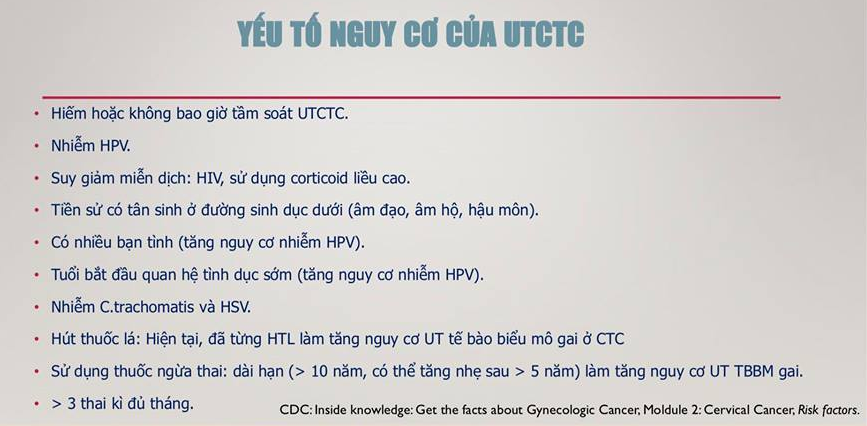 YẾU TỐ NGUY CƠ CỦA UTCTC
• Hiếm hoặc không bao giờ tầm soát UTCTC.
• Nhiễm HPV.
• Suy giảm miễn dịch: HIV, sử dụng corticoid liều cao.
• Tiền sử có tân sinh ở đường sinh dục dưới (âm đạo, âm hộ, hậu môn).
• Có nhiều bạn tình (tăng nguy cơ nhiễm HPV).
• Tuổi bắt đầu quan hệ tình dục sớm (tăng nguy cơ nhiễm HPV).
• Nhiễm C.trachomatis và HSV.
• Hút thuốc lá: Hiện tại, đã từng HTL làm tăng nguy cơ UT tế bào biểu mô gai ở CTC
• Sử dụng thuốc ngừa thai: dài hạn (> 10 năm, có thể tăng nhẹ sau > 5 năm) làm tăng nguy cơ UT TBBM gai.
• > 3 thai kì đủ tháng.
CDC: Inside knowledge: Get the facts about Gynecologic Cancer, Moldule 2: Cervical Cancer, Risk factors.